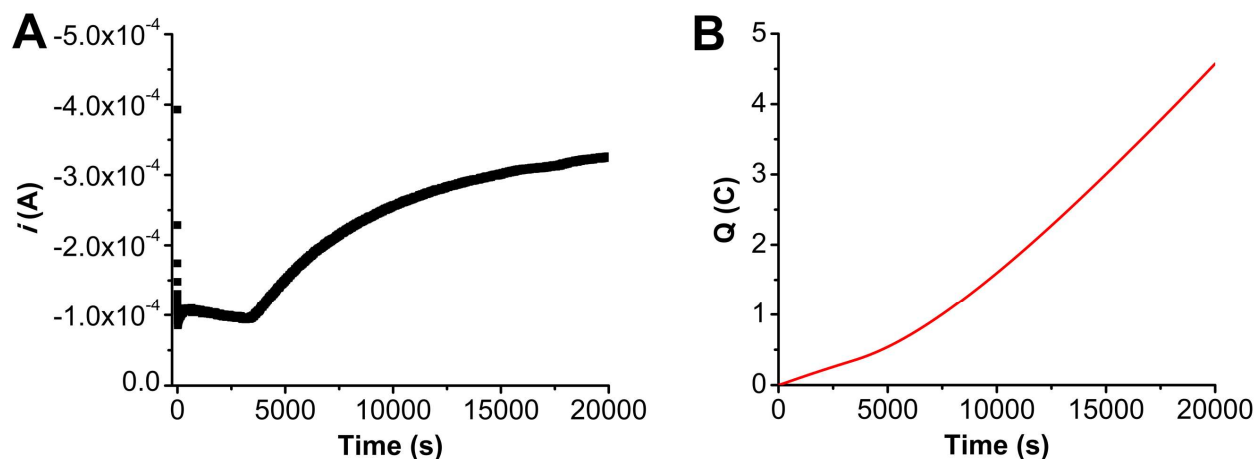 A
-5.0x10⁻⁴
-4.0x10⁻⁴
-3.0x10⁻⁴
-2.0x10⁻⁴
-1.0x10⁻⁴
0.0
i (A)
0 5000 10000 15000 20000
Time (s)
B
5
4
3
2
1
0
Q (C)
0 5000 10000 15000 20000
Time (s)